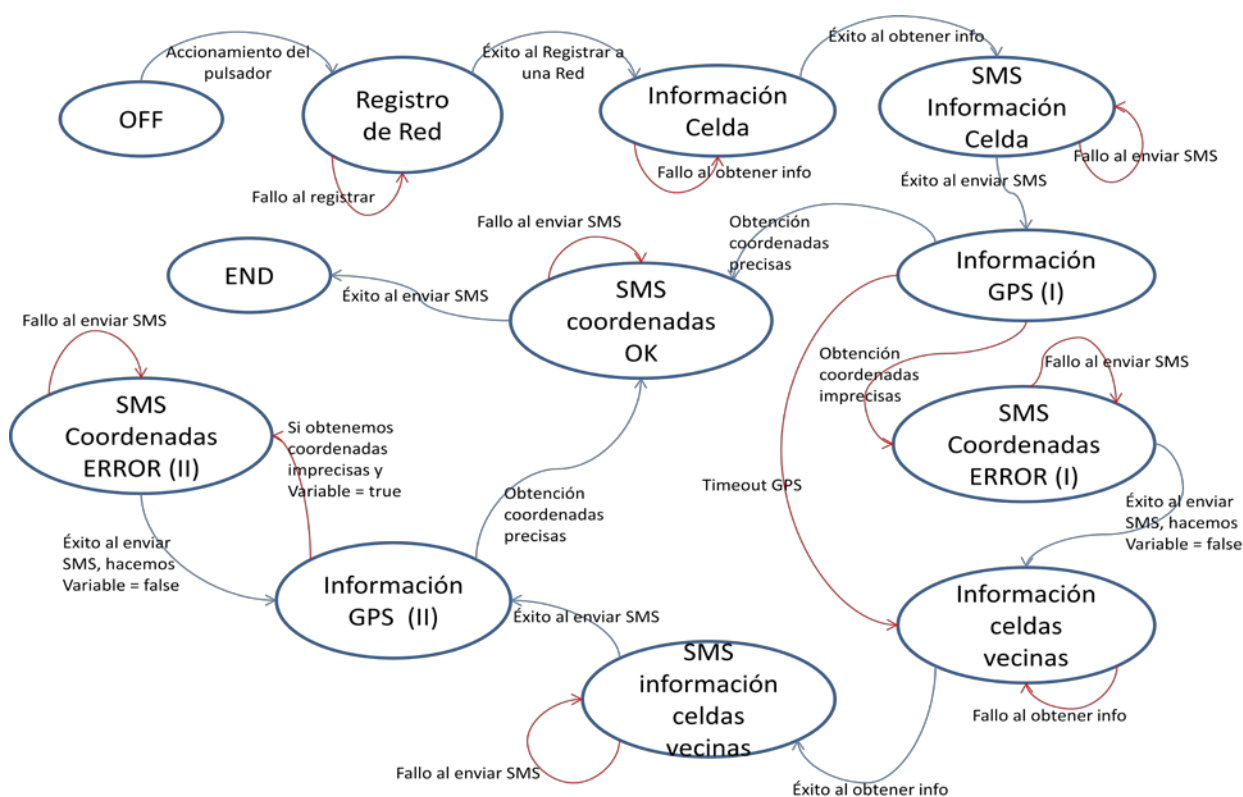 Accionamiento del
pulsador
Éxito al Registrar a
una Red
Éxito al obtener info
OFF
Registro
de Red
Información
Celda
SMS
Información
Celda
Fallo al registrar
Fallo al obtener info
Fallo al enviar SMS
Éxito al enviar SMS
Fallo al enviar SMS
Obtención
coordenadas
precisas
END
Éxito al enviar SMS
SMS
coordenadas
OK
Información
GPS (I)
Fallo al enviar SMS
Obtención
coordenadas
imprecisas
Fallo al enviar SMS
SMS
Coordenadas
ERROR (II)
Si obtenemos
coordenadas
imprecisas y
Variable = true
SMS
Coordenadas
ERROR (I)
Timeout GPS
Obtención
coordenadas
precisas
Éxito al enviar
SMS, hacemos
Variable = false
Éxito al enviar
SMS, hacemos
Variable = false
Información
GPS (II)
Éxito al enviar SMS
Información
celdas
vecinas
SMS
información
celdas
vecinas
Fallo al obtener info
Fallo al enviar SMS
Éxito al obtener info